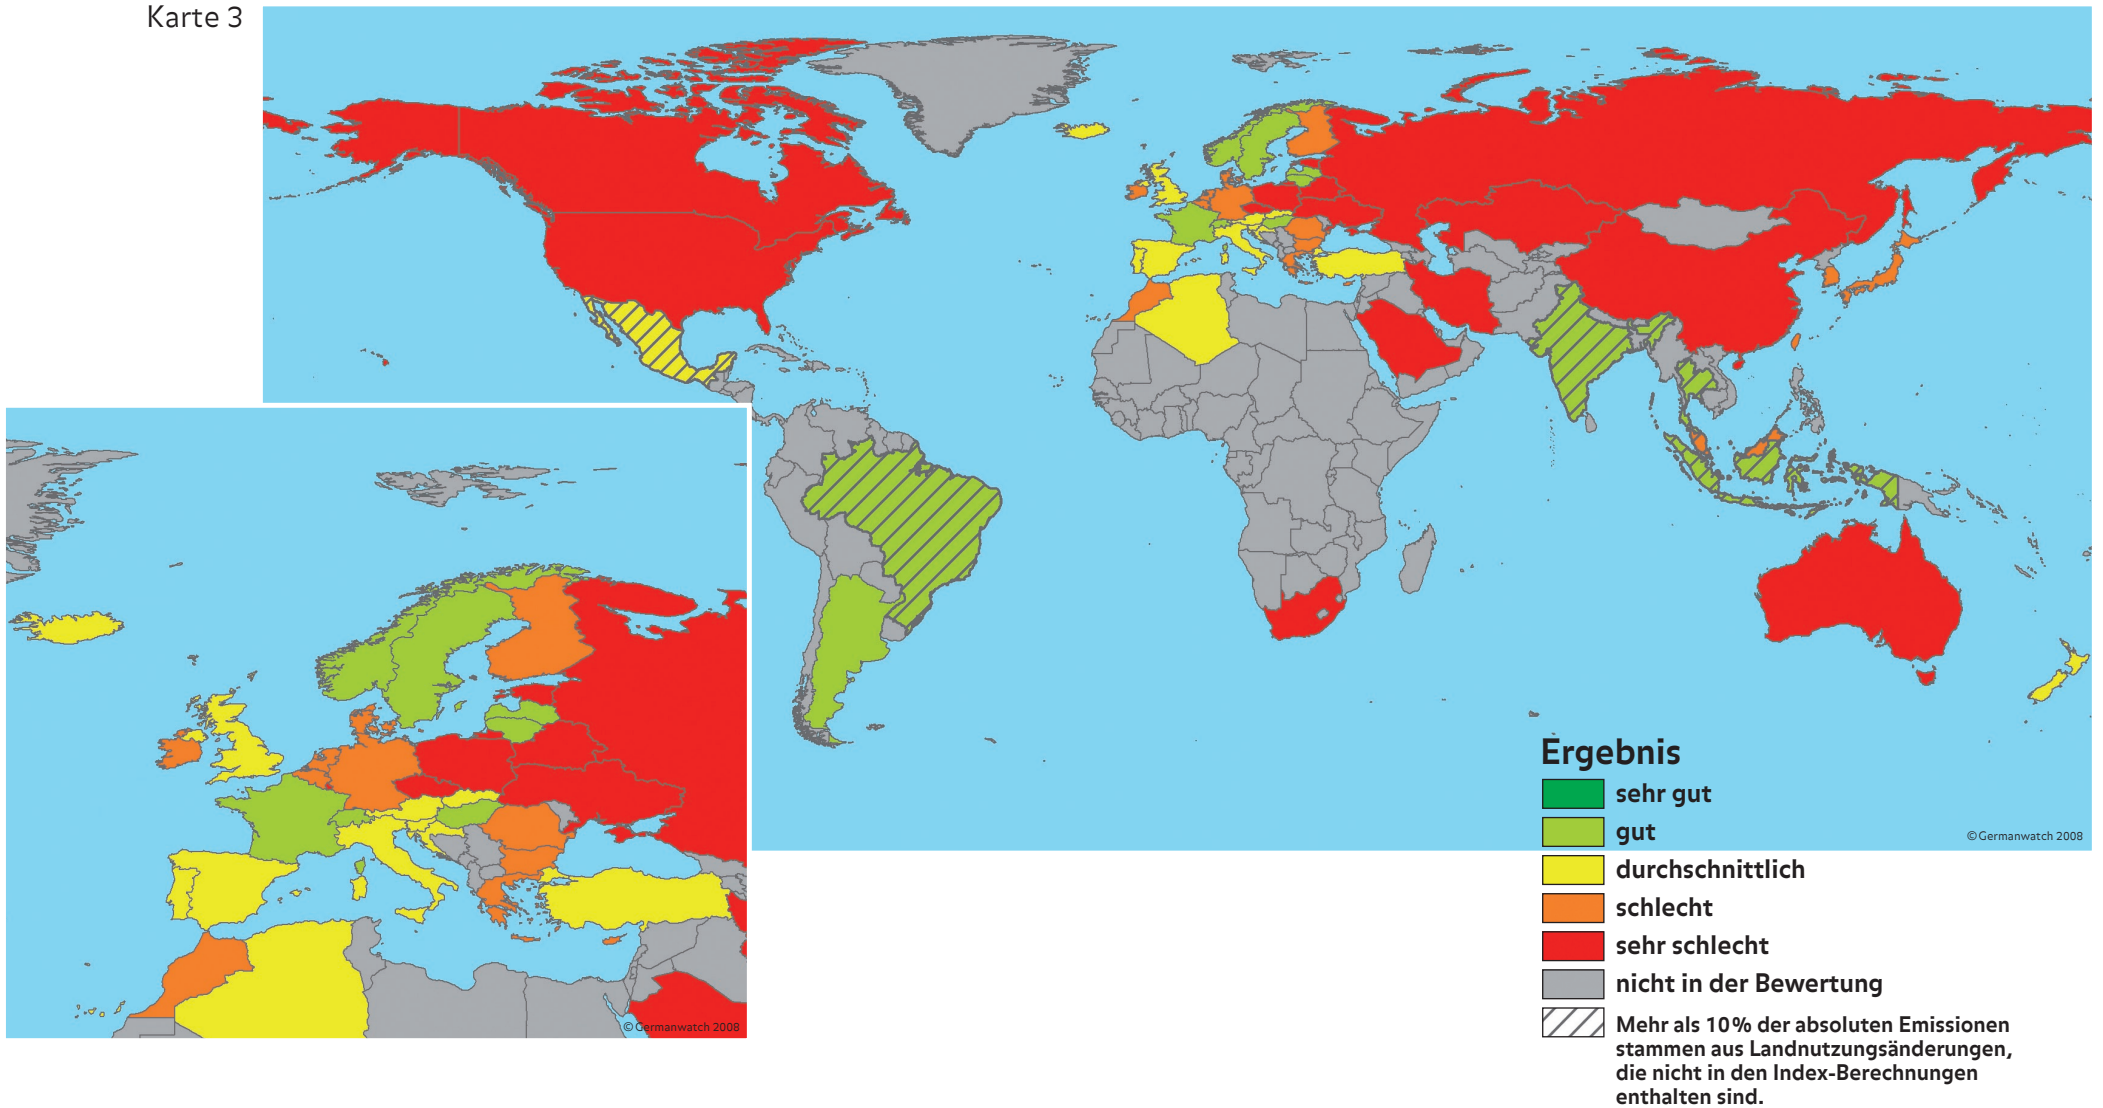 Karte 3
Ergebnis
sehr gut
gut
durchschnittlich
schlecht
sehr schlecht
nicht in der Bewertung
Mehr als 10% der absoluten Emissionen
stammen aus Landnutzungsänderungen,
die nicht in den Index-Berechnungen
enthalten sind.
© Germanwatch 2008
© Germanwatch 2008